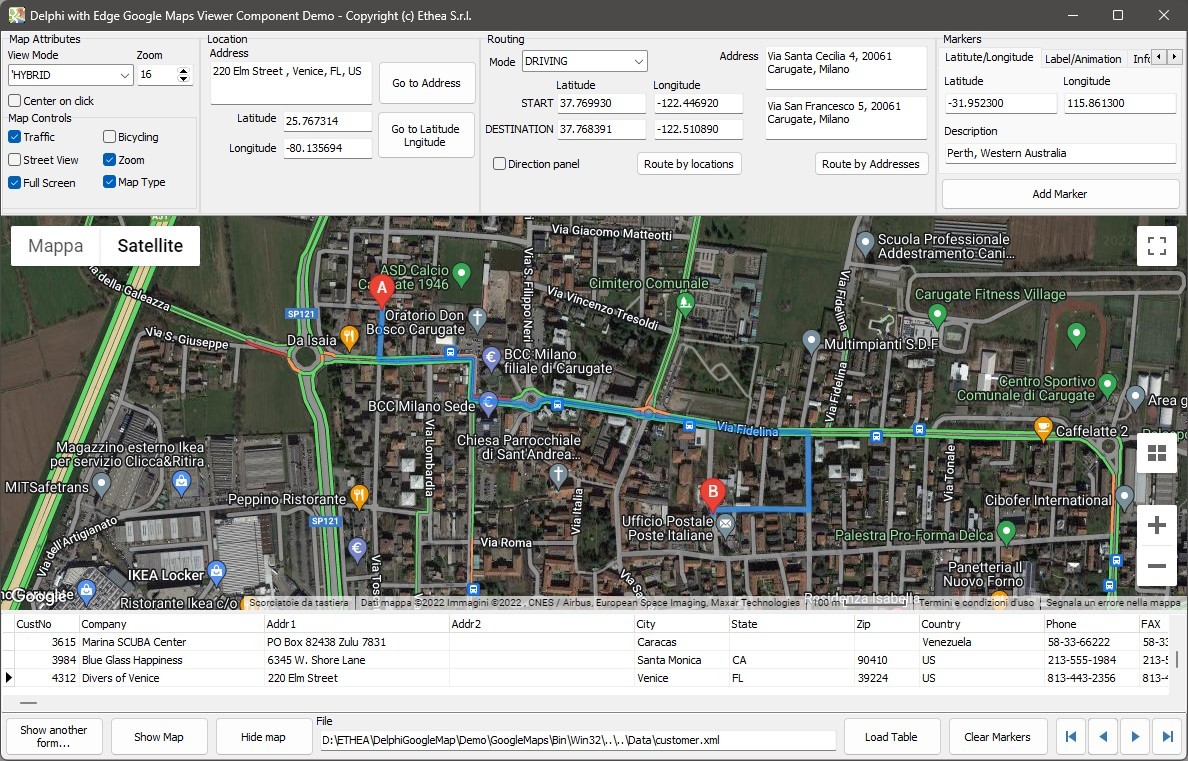 Delphi with Edge Google Maps Viewer Component Demo - Copyright (c) Ethea S.r.l.
Map Attributes
View Mode
Zoom
'HYBRID
16
Center on click
Map Controls
Traffic
Bicycling
Street View
Zoom
Full Screen
Map Type
Location
Address
220 Elm Street , Venice, FL, US
Go to Address
Latitude
25.767314
Longitude
-80.135694
Go to Latitude
Lngitude
Routing
Mode
DRIVING
Address
Via Santa Cecilia 4, 20061
Carugate, Milano
Latitude
Longitude
START
37.769930
-122.446920
Via San Francesco 5, 20061
Carugate, Milano
DESTINATION
37.768391
-122.510890
Direction panel
Route by locations
Route by Addresses
Markers
Latitute/Longitude
Label/Animation
Latitude
Longitude
-31.952300
115.861300
Description
Perth, Western Australia
Add Marker
Mappa
Satellite
Via Giacomo Matteotti
Scuola Professionale
Addestramento Cani...
ASD Calcio
Carugate 1946
A
Cimitero Comunale
Via S. Filippo Neri
Via Vincenzo Tresoldi
Via Fidelina
Carugate Fitness Village
della Galeazza
SP121
Oratorio Don
Bosco Carugate
Via S. Giuseppe
Da Isaia
Multimpianti S.D.F
BCC Milano
filiale di Carugate
Via Fidelina
Centro Sportivo
Comunale di Carugate
BCC Milano Sede
Area g
Via Fidelina
Caffelatte 2
Magazzino esterno Ikea
per servizio Clicca&Ritira
Via Lombardia
Chiesa Parrocchiale
di Sant'Andrea...
Via Tonale
MITSafetrans
Peppino Ristorante
Via Italia
B
Cibofer International
SP121
Ufficio Postale
Poste Italiane
Palestra Pro-Forma Delca
Via dell'Artigianato
Via Roma
IKEA Locker
Panetteria Il
Nuovo Forno
Google
Ristorante Ikea c/o
Residenza Isabella
Scorciatoie da tastiera
Dati mappa ©2022 Immagini ©2022 , CNES / Airbus, European Space Imaging, Maxar Technologies
100 m
Termini e condizioni d'uso
Segnala un errore nella mappa
CustNo Company Addr1 Addr2 City State Zip Country Phone FAX
3615 Marina SCUBA Center PO Box 82438 Zulu 7831 Caracas Venezuela 58-33-66222 58-33
3984 Blue Glass Happiness 6345 W. Shore Lane Santa Monica CA 90410 US 213-555-1984 213-5
4312 Divers of Venice 220 Elm Street Venice FL 39224 US 813-443-2356 813-4
Show another
form...
Show Map
Hide map
File
D:\ETHEA\DelphiGoogleMap\Demo\GoogleMaps\Bin\Win32\..\..\Data\customer.xml
Load Table
Clear Markers